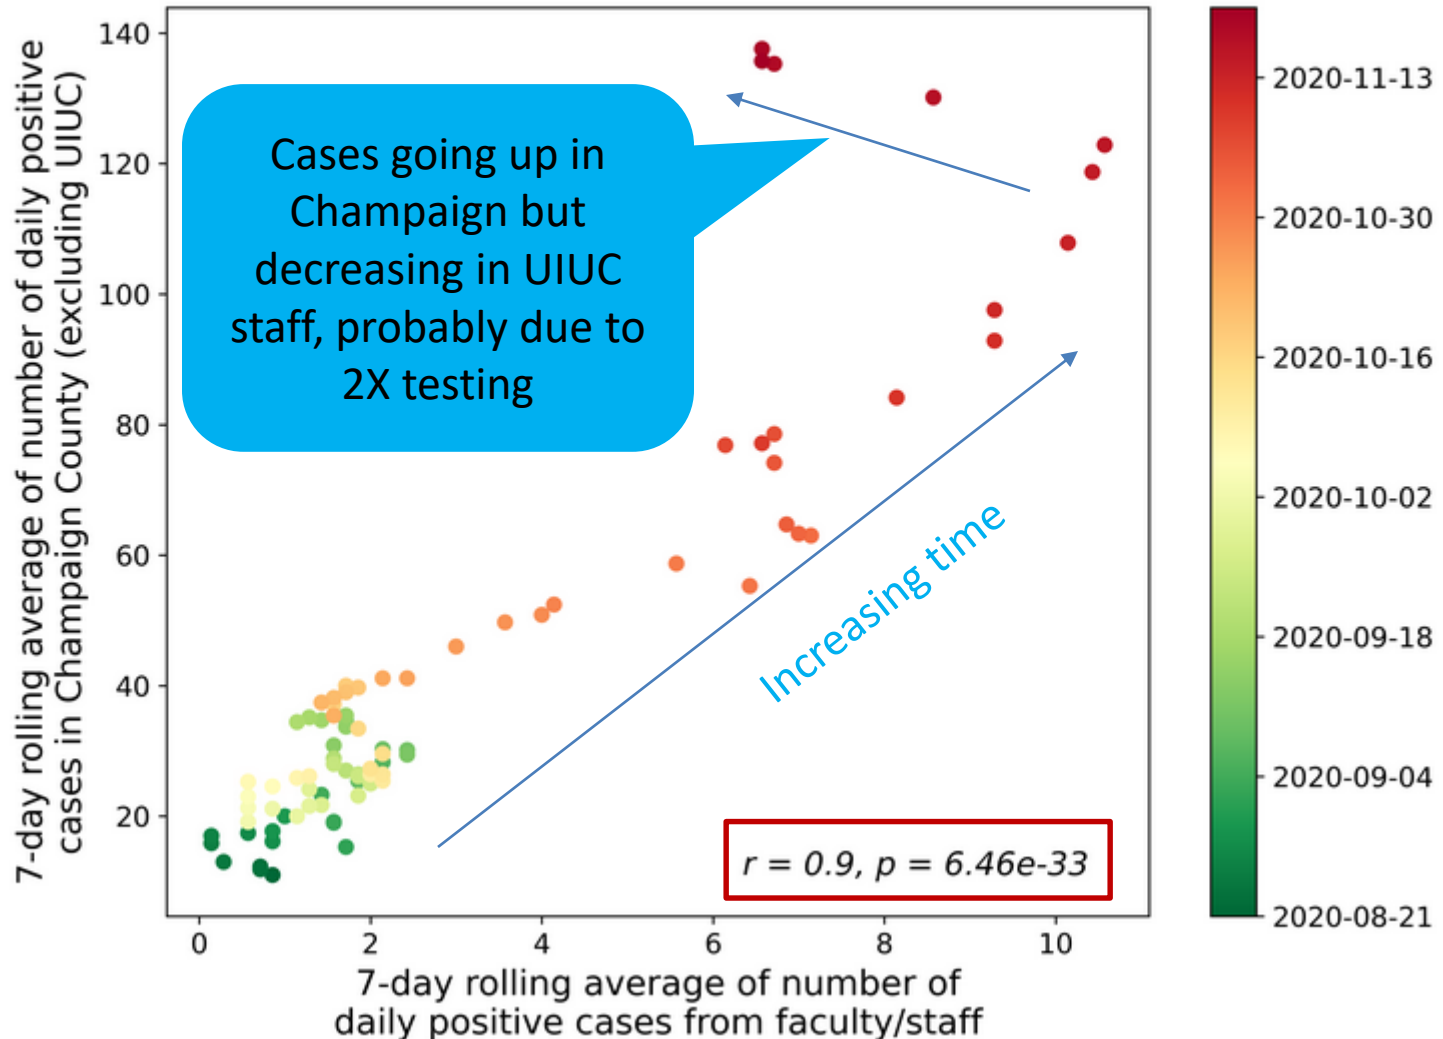 7-day rolling average of number of daily positive
cases in Champaign County (excluding UIUC)
140
120
100
80
60
40
20
Cases going up in
Champaign but
decreasing in UIUC
staff, probably due to
2X testing
Increasing time
r = 0.9, p = 6.46e-33
0
2
4
6
8
10
7-day rolling average of number of
daily positive cases from faculty/staff
2020-11-13
2020-10-30
2020-10-16
2020-10-02
2020-09-18
2020-09-04
2020-08-21